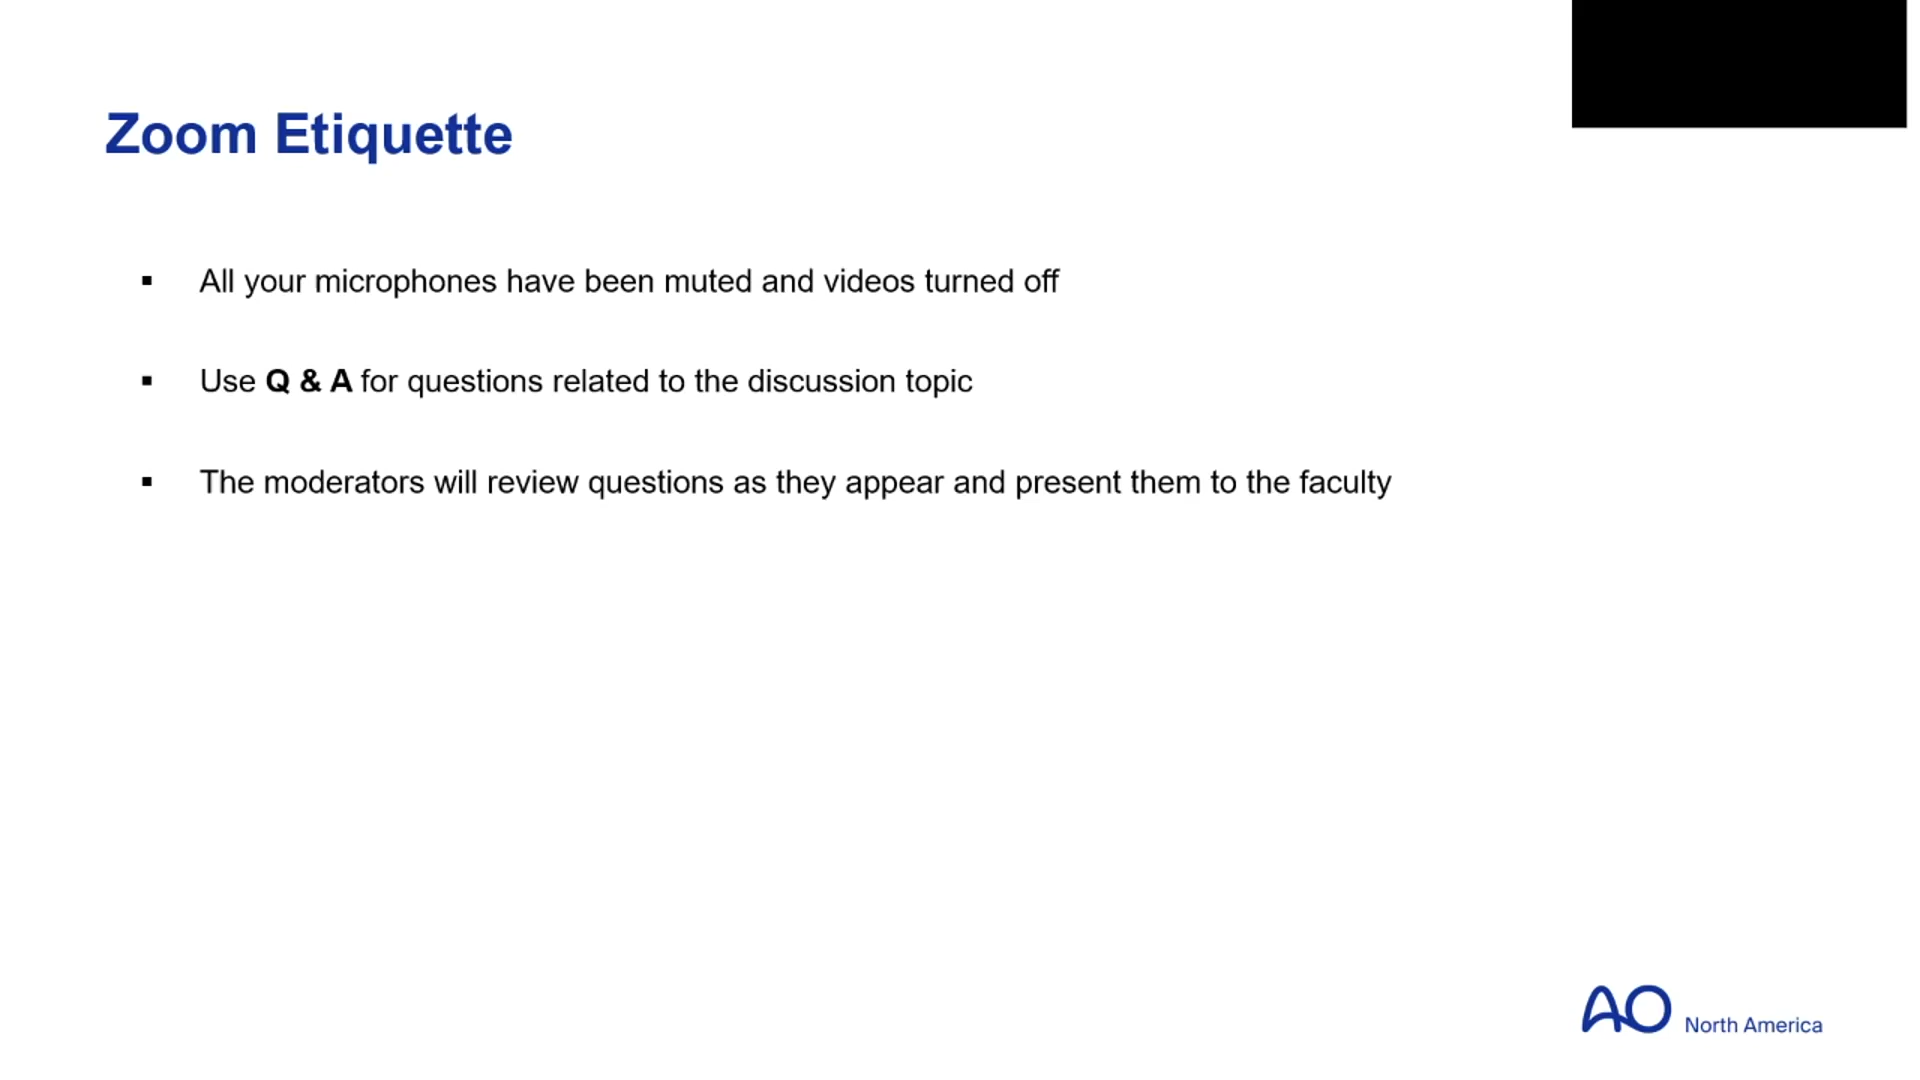 Zoom Etiquette
▪ All your microphones have been muted and videos turned off
▪ Use Q & A for questions related to the discussion topic
▪ The moderators will review questions as they appear and present them to the faculty
AO North America